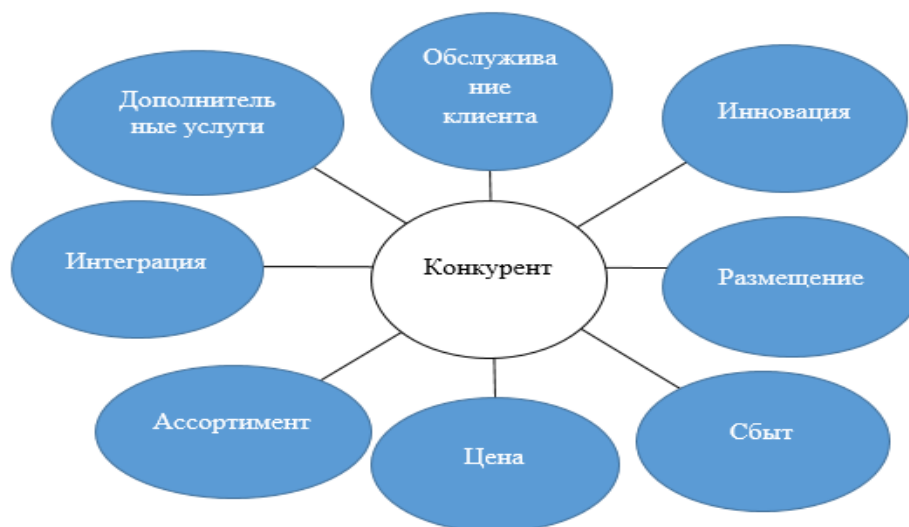 Обслужива
ние
клиента
Дополнитель
ные услуги
Инновация
Интеграция
Конкурент
Размещение
Ассортимент
Цена
Сбыт